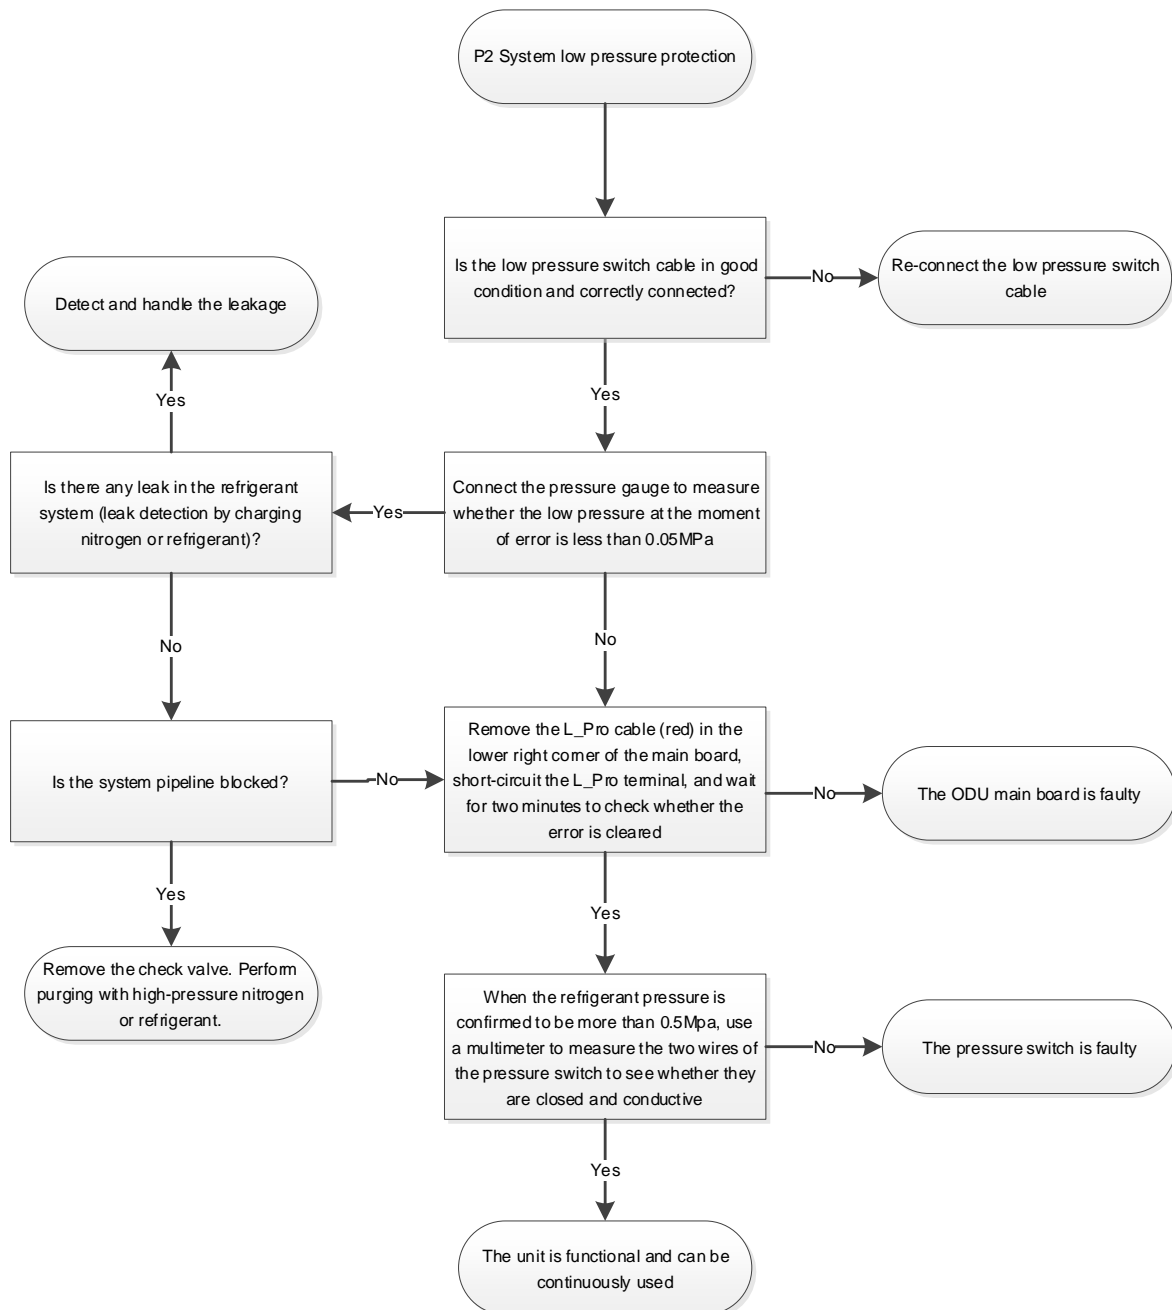 P2 System low pressure protection
Is the low pressure switch cable in good
condition and correctly connected?
No
Re-connect the low pressure switch
cable
Detect and handle the leakage
Yes
Yes
Is there any leak in the refrigerant
system (leak detection by charging
nitrogen or refrigerant)?
Yes
Connect the pressure gauge to measure
whether the low pressure at the moment
of error is less than 0.05MPa
No
No
Is the system pipeline blocked?
No
Remove the L_Pro cable (red) in the
lower right corner of the main board,
short-circuit the L_Pro terminal, and wait
for two minutes to check whether the
error is cleared
No
The ODU main board is faulty
Yes
Yes
Remove the check valve. Perform
purging with high-pressure nitrogen
or refrigerant.
When the refrigerant pressure is
confirmed to be more than 0.5Mpa, use
a multimeter to measure the two wires of
the pressure switch to see whether they
are closed and conductive
No
The pressure switch is faulty
Yes
The unit is functional and can be
continuously used